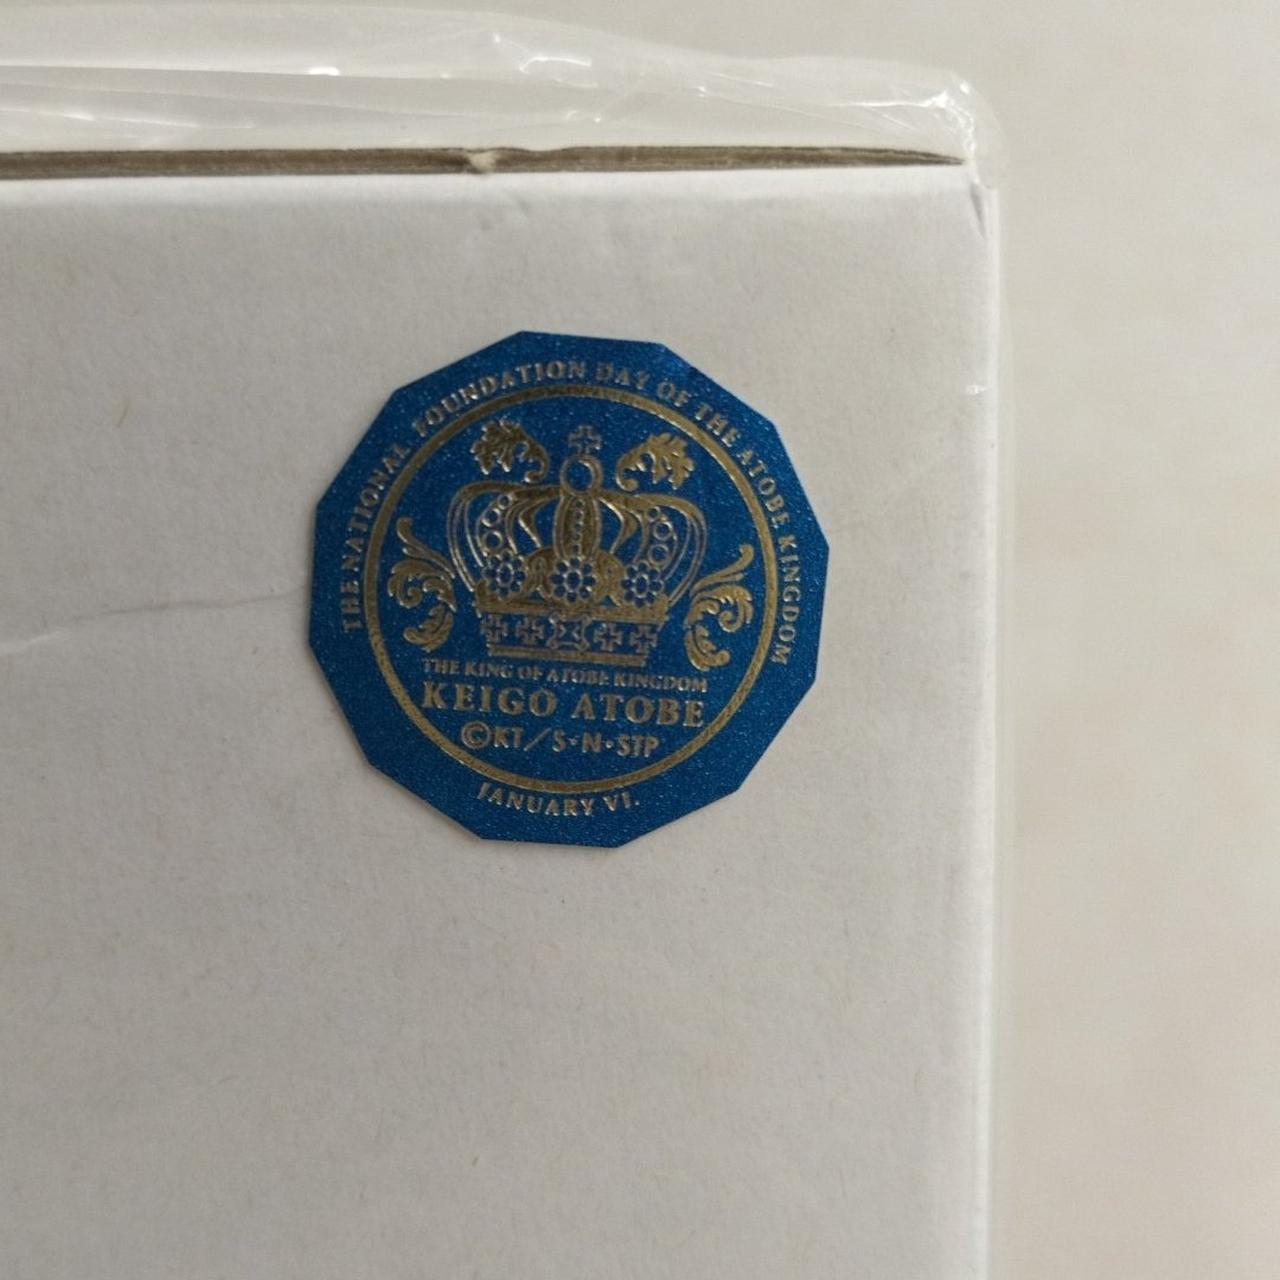 THE NATIONAL FOUNDATION DAY OF THE ATOBE KINGDOM
THE KING OF ATOBE KINGDOM
KEIGO ATOBE
©KT/S・N・STP
JANUARY VI.